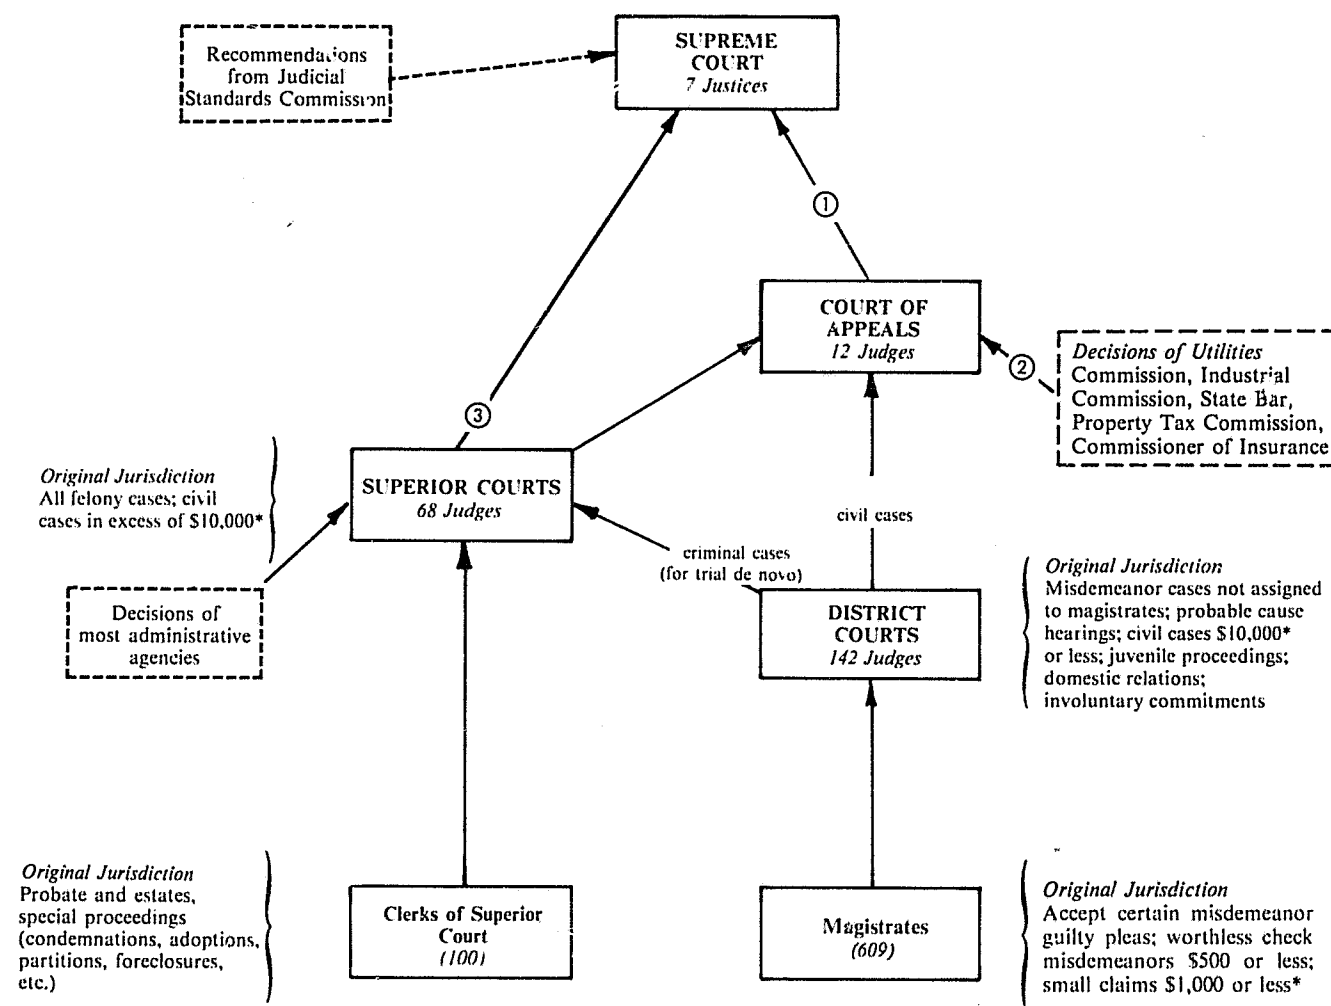 Recommendations
from Judicial
Standards Commission
SUPREME
COURT
7 Justices
①
COURT OF
APPEALS
12 Judges
②
Decisions of Utilities
Commission, Industrial
Commission, State Bar,
Property Tax Commission,
Commissioner of Insurance
③
Original Jurisdiction
All felony cases; civil
cases in excess of $10,000*
SUPERIOR COURTS
68 Judges
civil cases
criminal cases
(for trial de novo)
Decisions of
most administrative
agencies
DISTRICT
COURTS
142 Judges
Original Jurisdiction
Misdemeanor cases not assigned
to magistrates; probable cause
hearings; civil cases $10,000*
or less; juvenile proceedings;
domestic relations;
involuntary commitments
Original Jurisdiction
Probate and estates,
special proceedings
(condemnations, adoptions,
partitions, foreclosures,
etc.)
Clerks of Superior
Court
(100)
Magistrates
(609)
Original Jurisdiction
Accept certain misdemeanor
guilty pleas; worthless check
misdemeanors $500 or less;
small claims $1,000 or less*